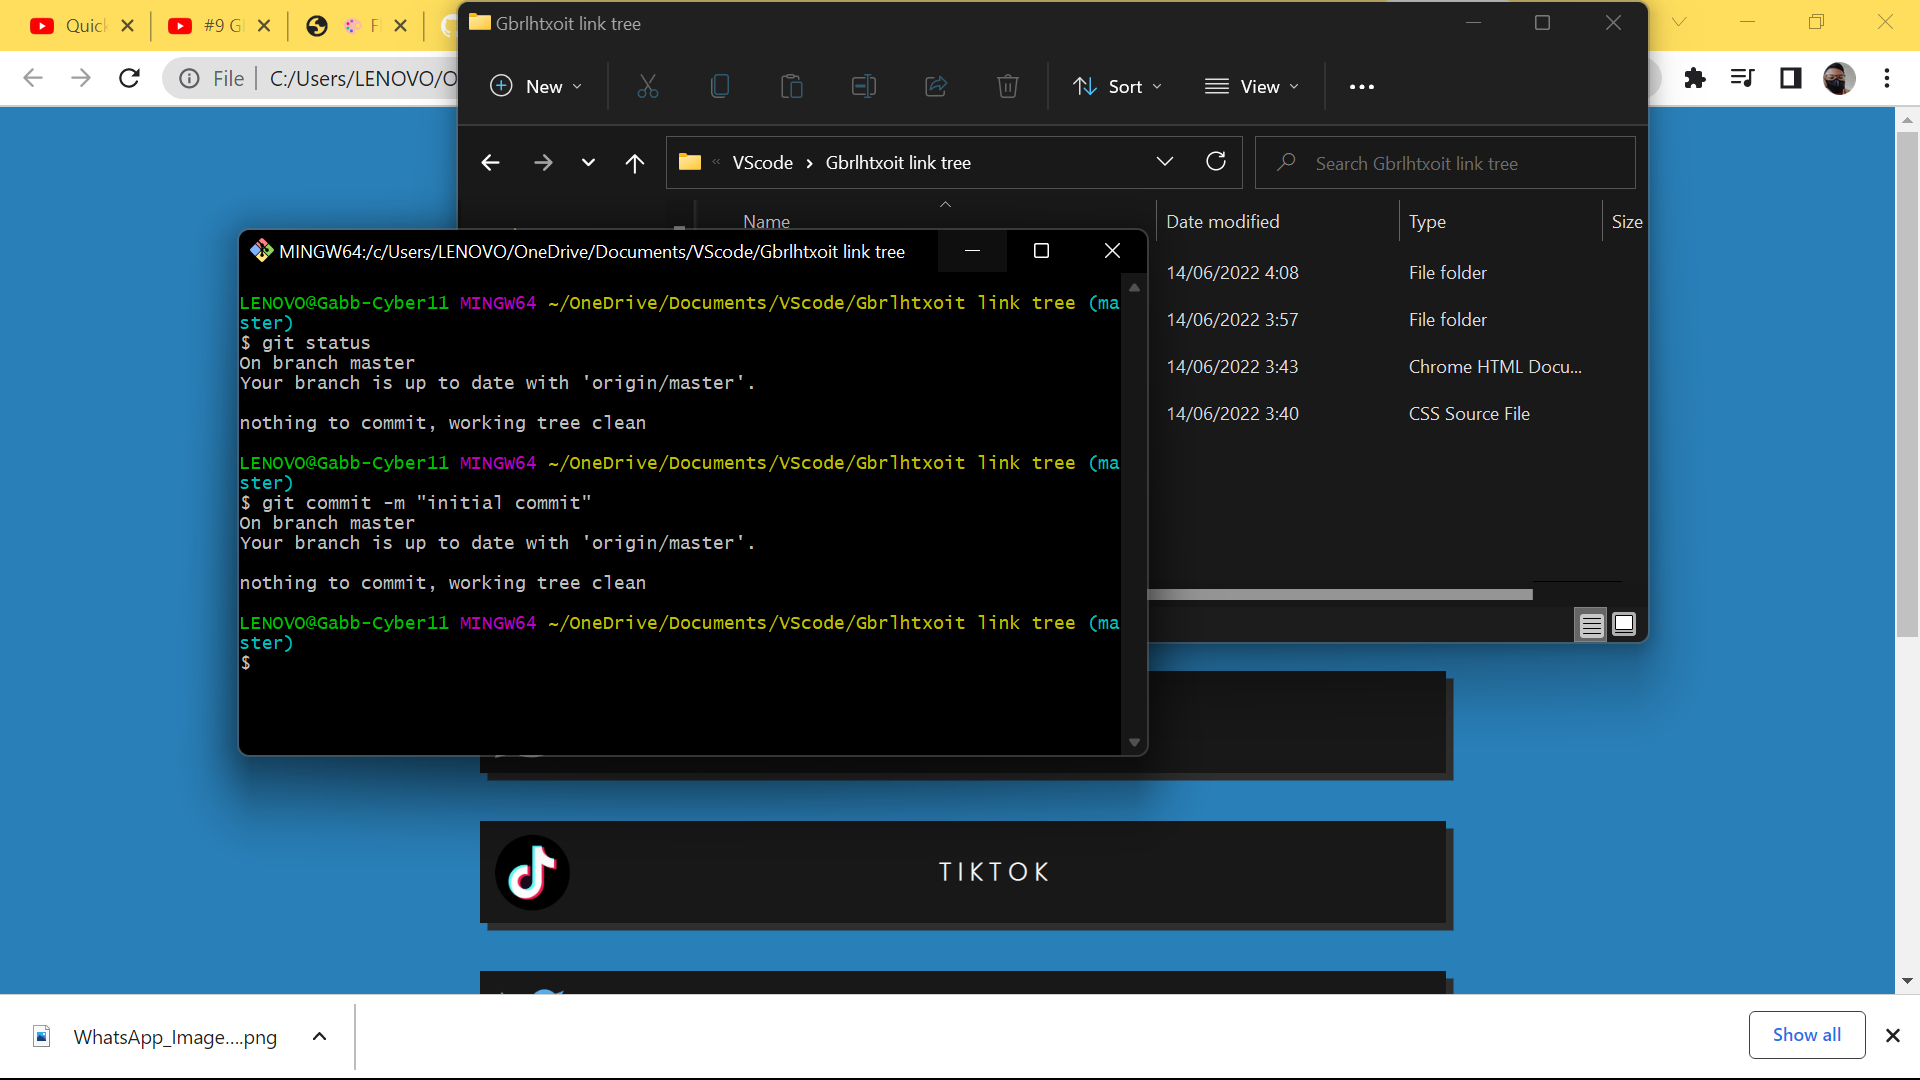 Quick
#9 G
F
File
C:/Users/LENOVO/O
Gbrlhtxoit link tree
New
Sort
View
VScode
Gbrlhtxoit link tree
Search Gbrlhtxoit link tree
Name
Date modified
Type
Size
14/06/2022 4:08
File folder
14/06/2022 3:57
File folder
14/06/2022 3:43
Chrome HTML Docu...
14/06/2022 3:40
CSS Source File
MINGW64:/c/Users/LENOVO/OneDrive/Documents/VScode/Gbrlhtxoit link tree
LENOVO@Gabb-Cyber11 MINGW64 ~/OneDrive/Documents/VScode/Gbrlhtxoit link tree (ma
ster)
$ git status
On branch master
Your branch is up to date with 'origin/master'.
nothing to commit, working tree clean
LENOVO@Gabb-Cyber11 MINGW64 ~/OneDrive/Documents/VScode/Gbrlhtxoit link tree (ma
ster)
$ git commit -m "initial commit"
On branch master
Your branch is up to date with 'origin/master'.
nothing to commit, working tree clean
LENOVO@Gabb-Cyber11 MINGW64 ~/OneDrive/Documents/VScode/Gbrlhtxoit link tree (ma
ster)
$
TIKTOK
WhatsApp_Image....png
Show all